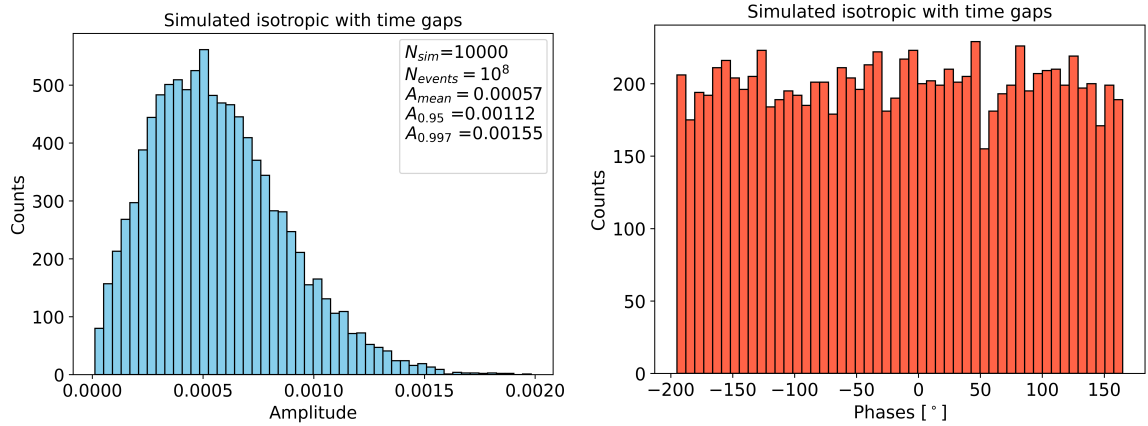 Simulated isotropic with time gaps
N_sim=10000
N_events = 10^8
A_mean = 0.00057
A_0.95 =0.00112
A_0.997 =0.00155
Counts
500
400
300
200
100
0
0.0000 0.0005 0.0010 0.0015 0.0020
Amplitude
Simulated isotropic with time gaps
Counts
200
150
100
50
0
−200 −150 −100 −50 0 50 100 150
Phases [°]